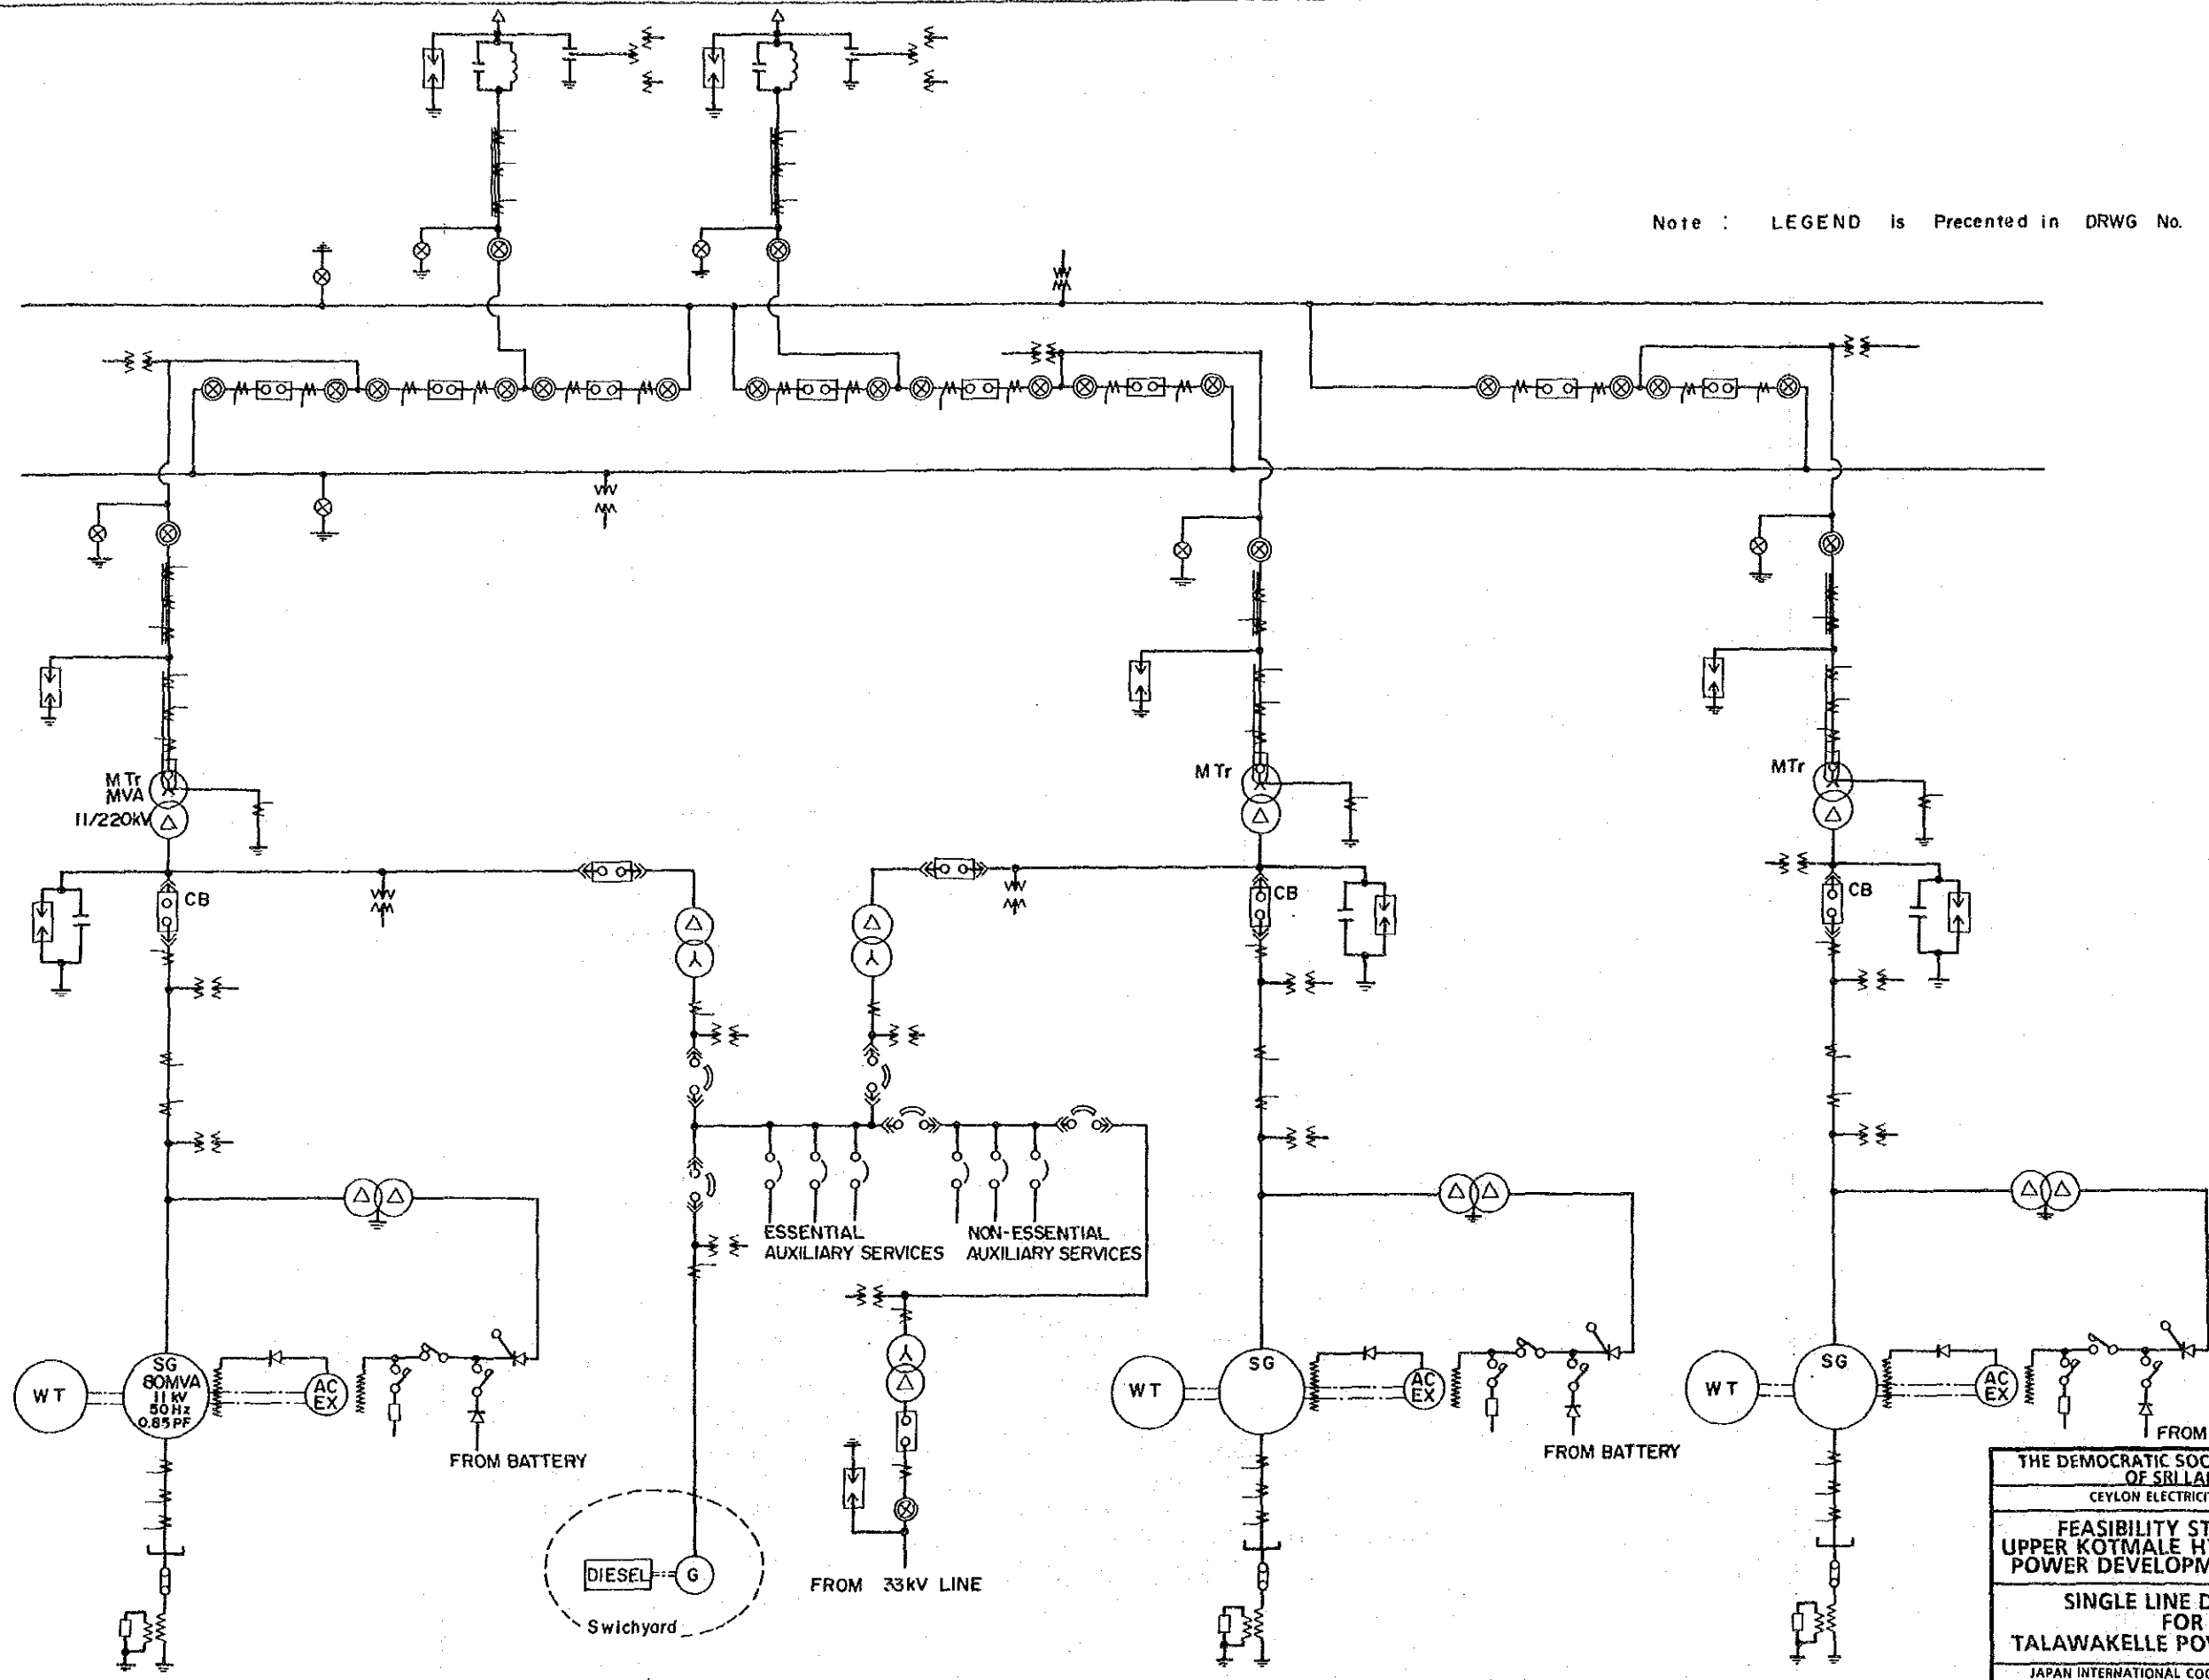 Note : LEGEND is Precented in DRWG No.
M Tr
MVA
11/220kV
MTr
MTr
CB
CB
CB
ESSENTIAL
AUXILIARY SERVICES
NON-ESSENTIAL
AUXILIARY SERVICES
WT
SG
80MVA
11 kV
50 Hz
0.85 PF
AC
EX
FROM BATTERY
WT
SG
AC
EX
FROM BATTERY
WT
SG
AC
EX
FROM
DIESEL
G
Swichyard
FROM 33kV LINE
THE DEMOCRATIC SOC
OF SRI LA
CEYLON ELECTRICI
FEASIBILITY ST
UPPER KOTMALE H
POWER DEVELOPM
SINGLE LINE D
FOR
TALAWAKELLE PO
JAPAN INTERNATIONAL CO